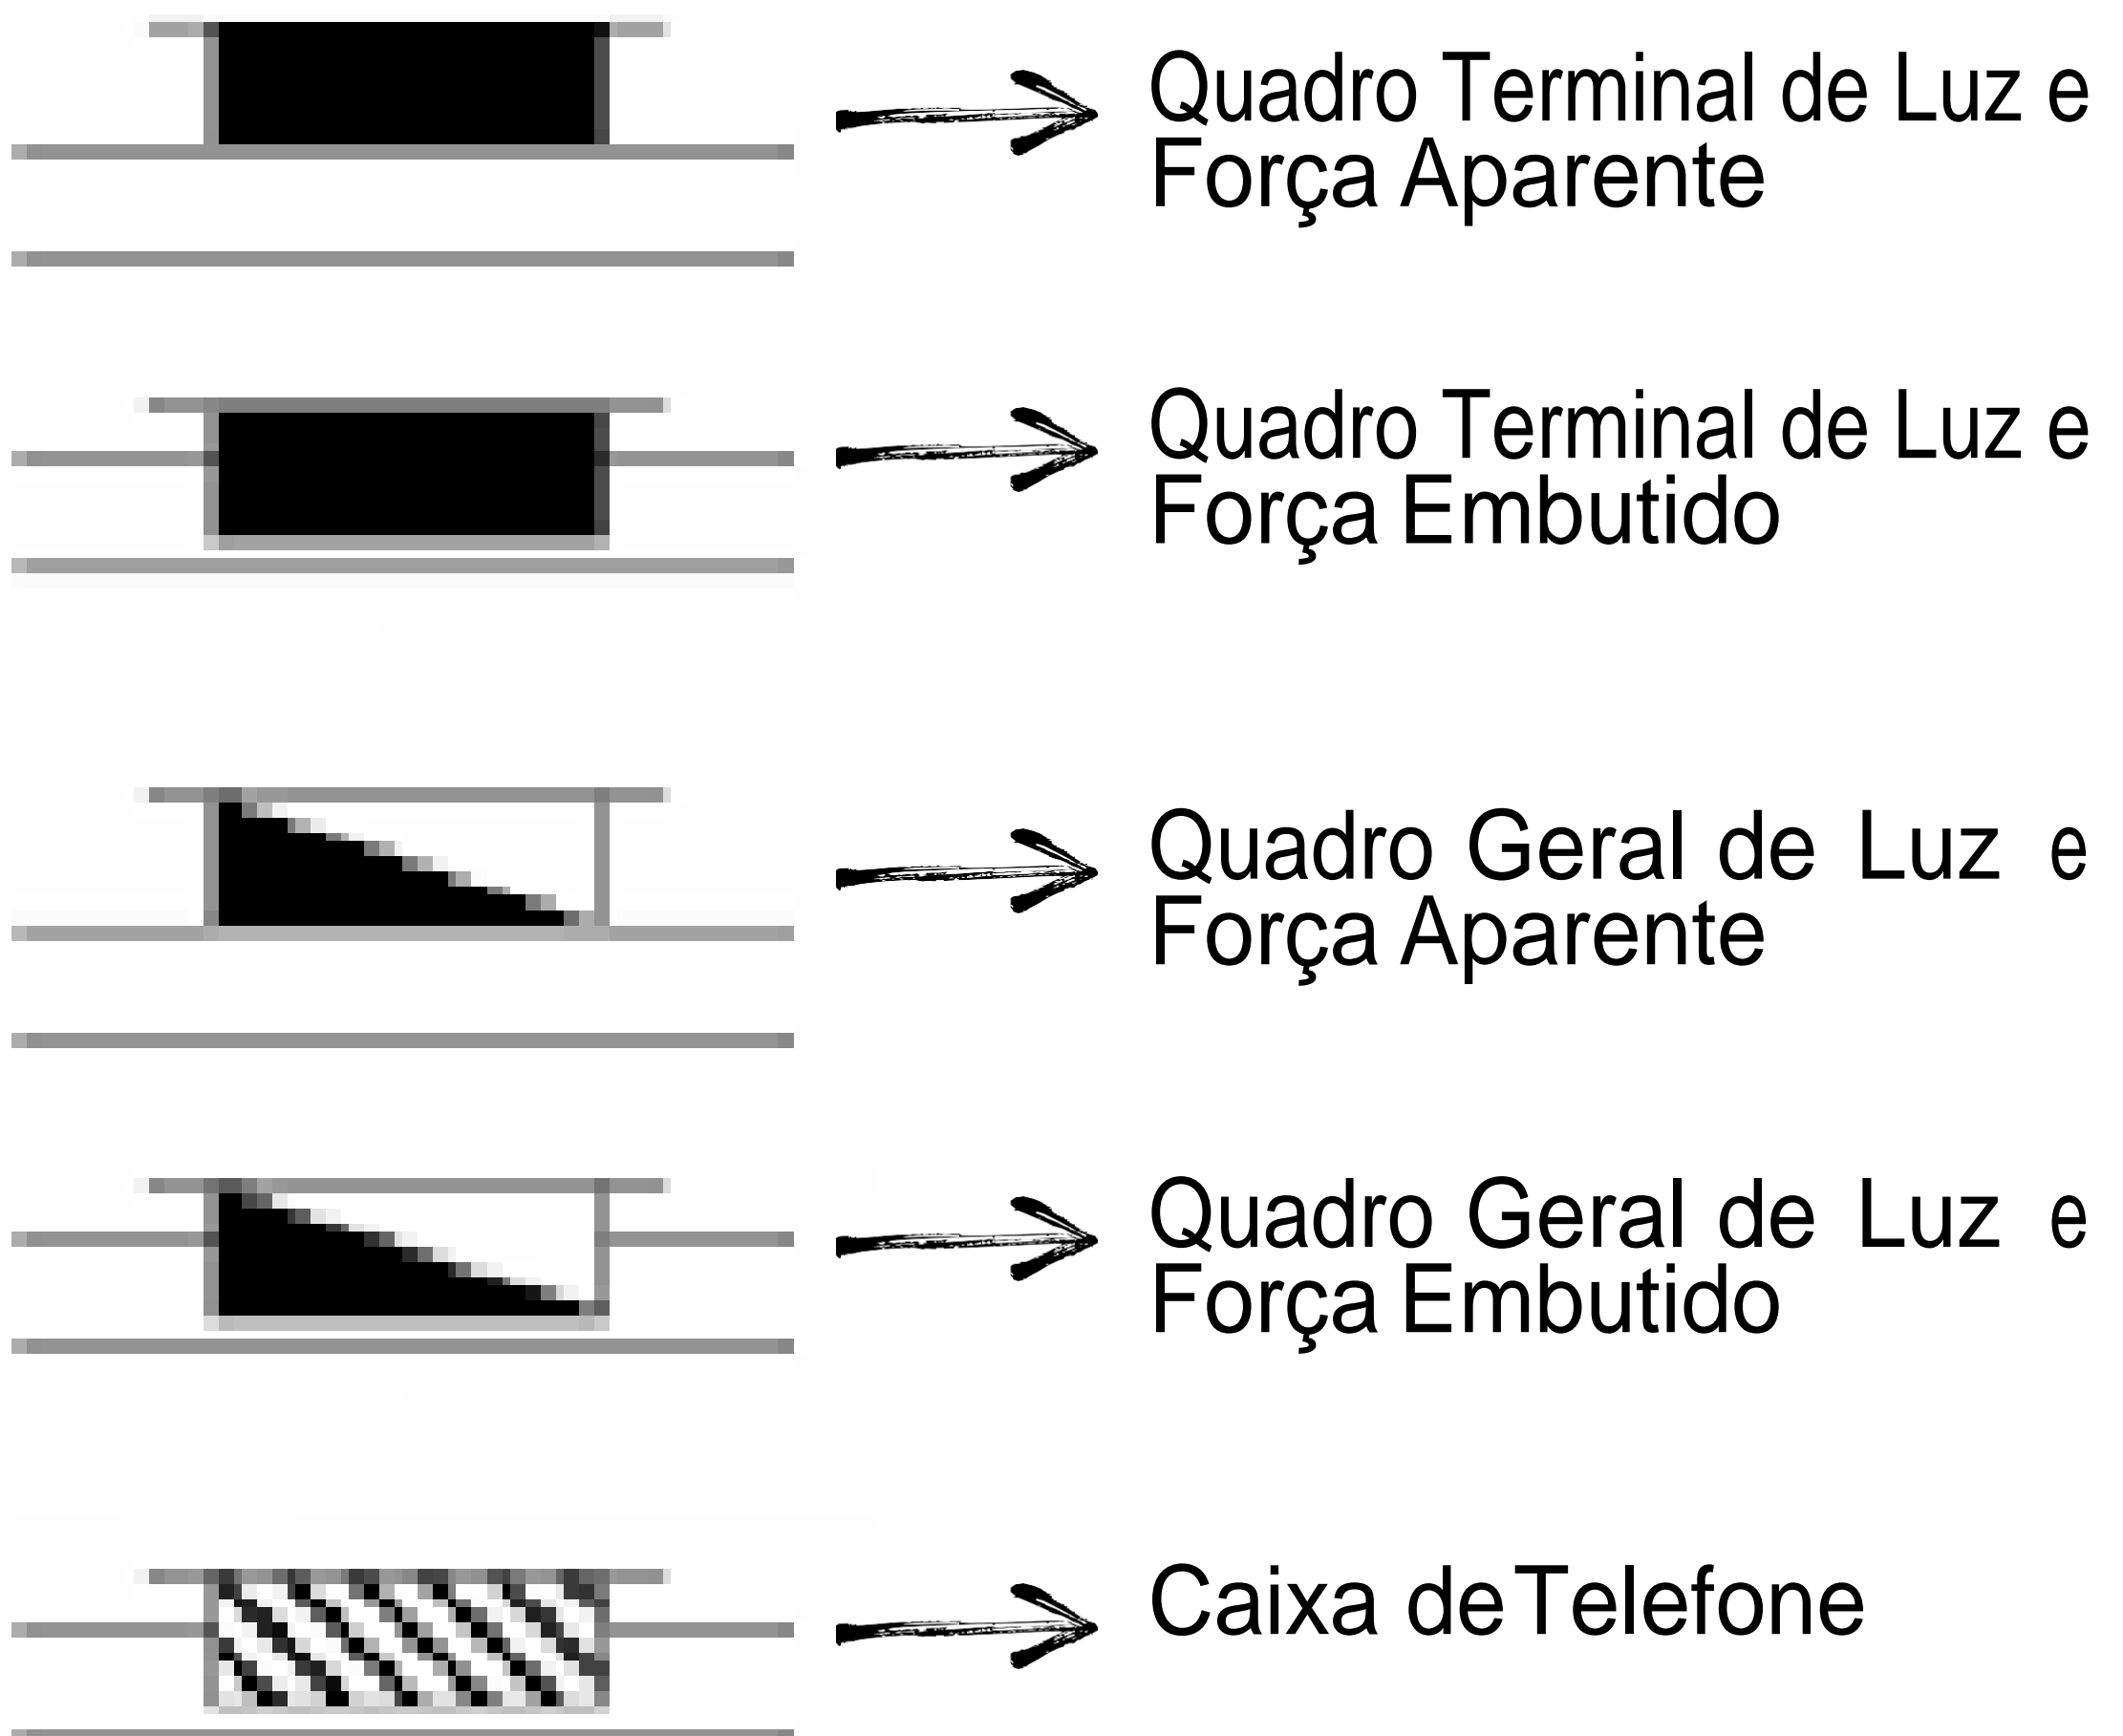 Quadro Terminal de Luz e
Força Aparente
Quadro Terminal de Luz e
Força Embutido
Quadro Geral de Luz e
Força Aparente
Quadro Geral de Luz e
Força Embutido
Caixa de Telefone